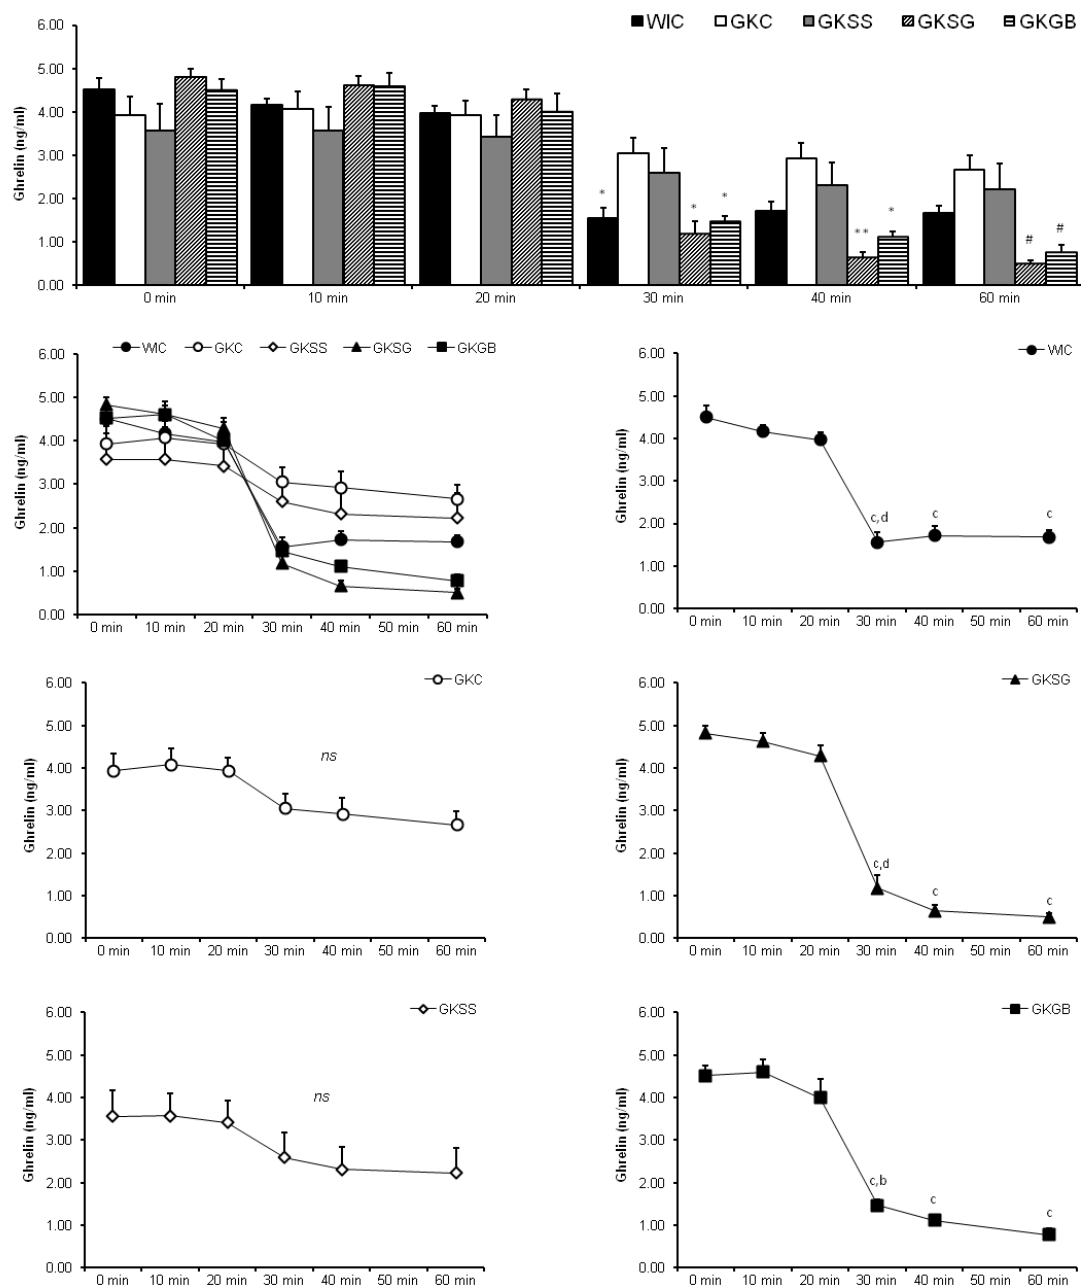 WIC GKC GKSS GKSG GKGB
6.00
5.00
4.00
3.00
2.00
1.00
0.00
Ghrelin (ng/ml)
* * * ** * # #
0 min 10 min 20 min 30 min 40 min 60 min
WIC GKC GKSS GKSG GKGB
6.00
5.00
4.00
3.00
2.00
1.00
0.00
Ghrelin (ng/ml)
0 min 10 min 20 min 30 min 40 min 50 min 60 min
WIC
6.00
5.00
4.00
3.00
2.00
1.00
0.00
Ghrelin (ng/ml)
c,d c c
0 min 10 min 20 min 30 min 40 min 50 min 60 min
GKC
6.00
5.00
4.00
3.00
2.00
1.00
0.00
Ghrelin (ng/ml)
ns
0 min 10 min 20 min 30 min 40 min 50 min 60 min
GKSG
6.00
5.00
4.00
3.00
2.00
1.00
0.00
Ghrelin (ng/ml)
c,d c c
0 min 10 min 20 min 30 min 40 min 50 min 60 min
GKSS
6.00
5.00
4.00
3.00
2.00
1.00
0.00
Ghrelin (ng/ml)
ns
0 min 10 min 20 min 30 min 40 min 50 min 60 min
GKGB
6.00
5.00
4.00
3.00
2.00
1.00
0.00
Ghrelin (ng/ml)
c,b c c
0 min 10 min 20 min 30 min 40 min 50 min 60 min